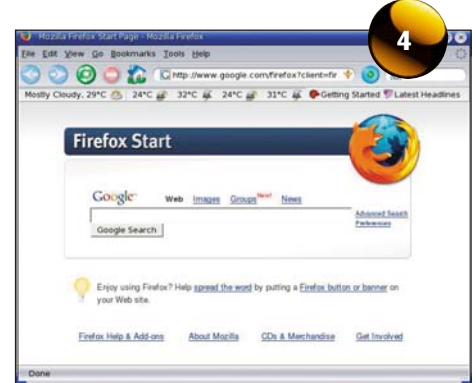 Mozilla Firefox Start Page - Mozilla Firefox
4
File Edit View Go Bookmarks Tools Help
http://www.google.com/firefox?client=fir
Mostly Cloudy, 29°C 24°C 32°C 24°C 31°C Getting Started Latest Headlines
Firefox Start
Google Web Images Groups New! News
Advanced Search
Preferences
Google Search
Enjoy using Firefox? Help spread the word by putting a Firefox button or banner on
your Web site.
Firefox Help & Add-ons About Mozilla CDs & Merchandise Get Involved
Done